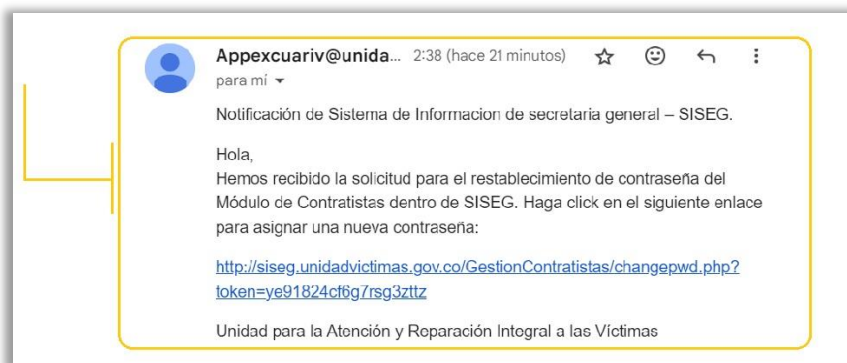 Appexcuariv@unida... 2:38 (hace 21 minutos)
para mí
Notificación de Sistema de Informacion de secretaria general – SISEG.
Hola,
Hemos recibido la solicitud para el restablecimiento de contraseña del
Módulo de Contratistas dentro de SISEG. Haga click en el siguiente enlace
para asignar una nueva contraseña:
http://siseg.unidadvictimas.gov.co/GestionContratistas/changepwd.php?
token=ye91824cf6g7rsg3zttz
Unidad para la Atención y Reparación Integral a las Víctimas